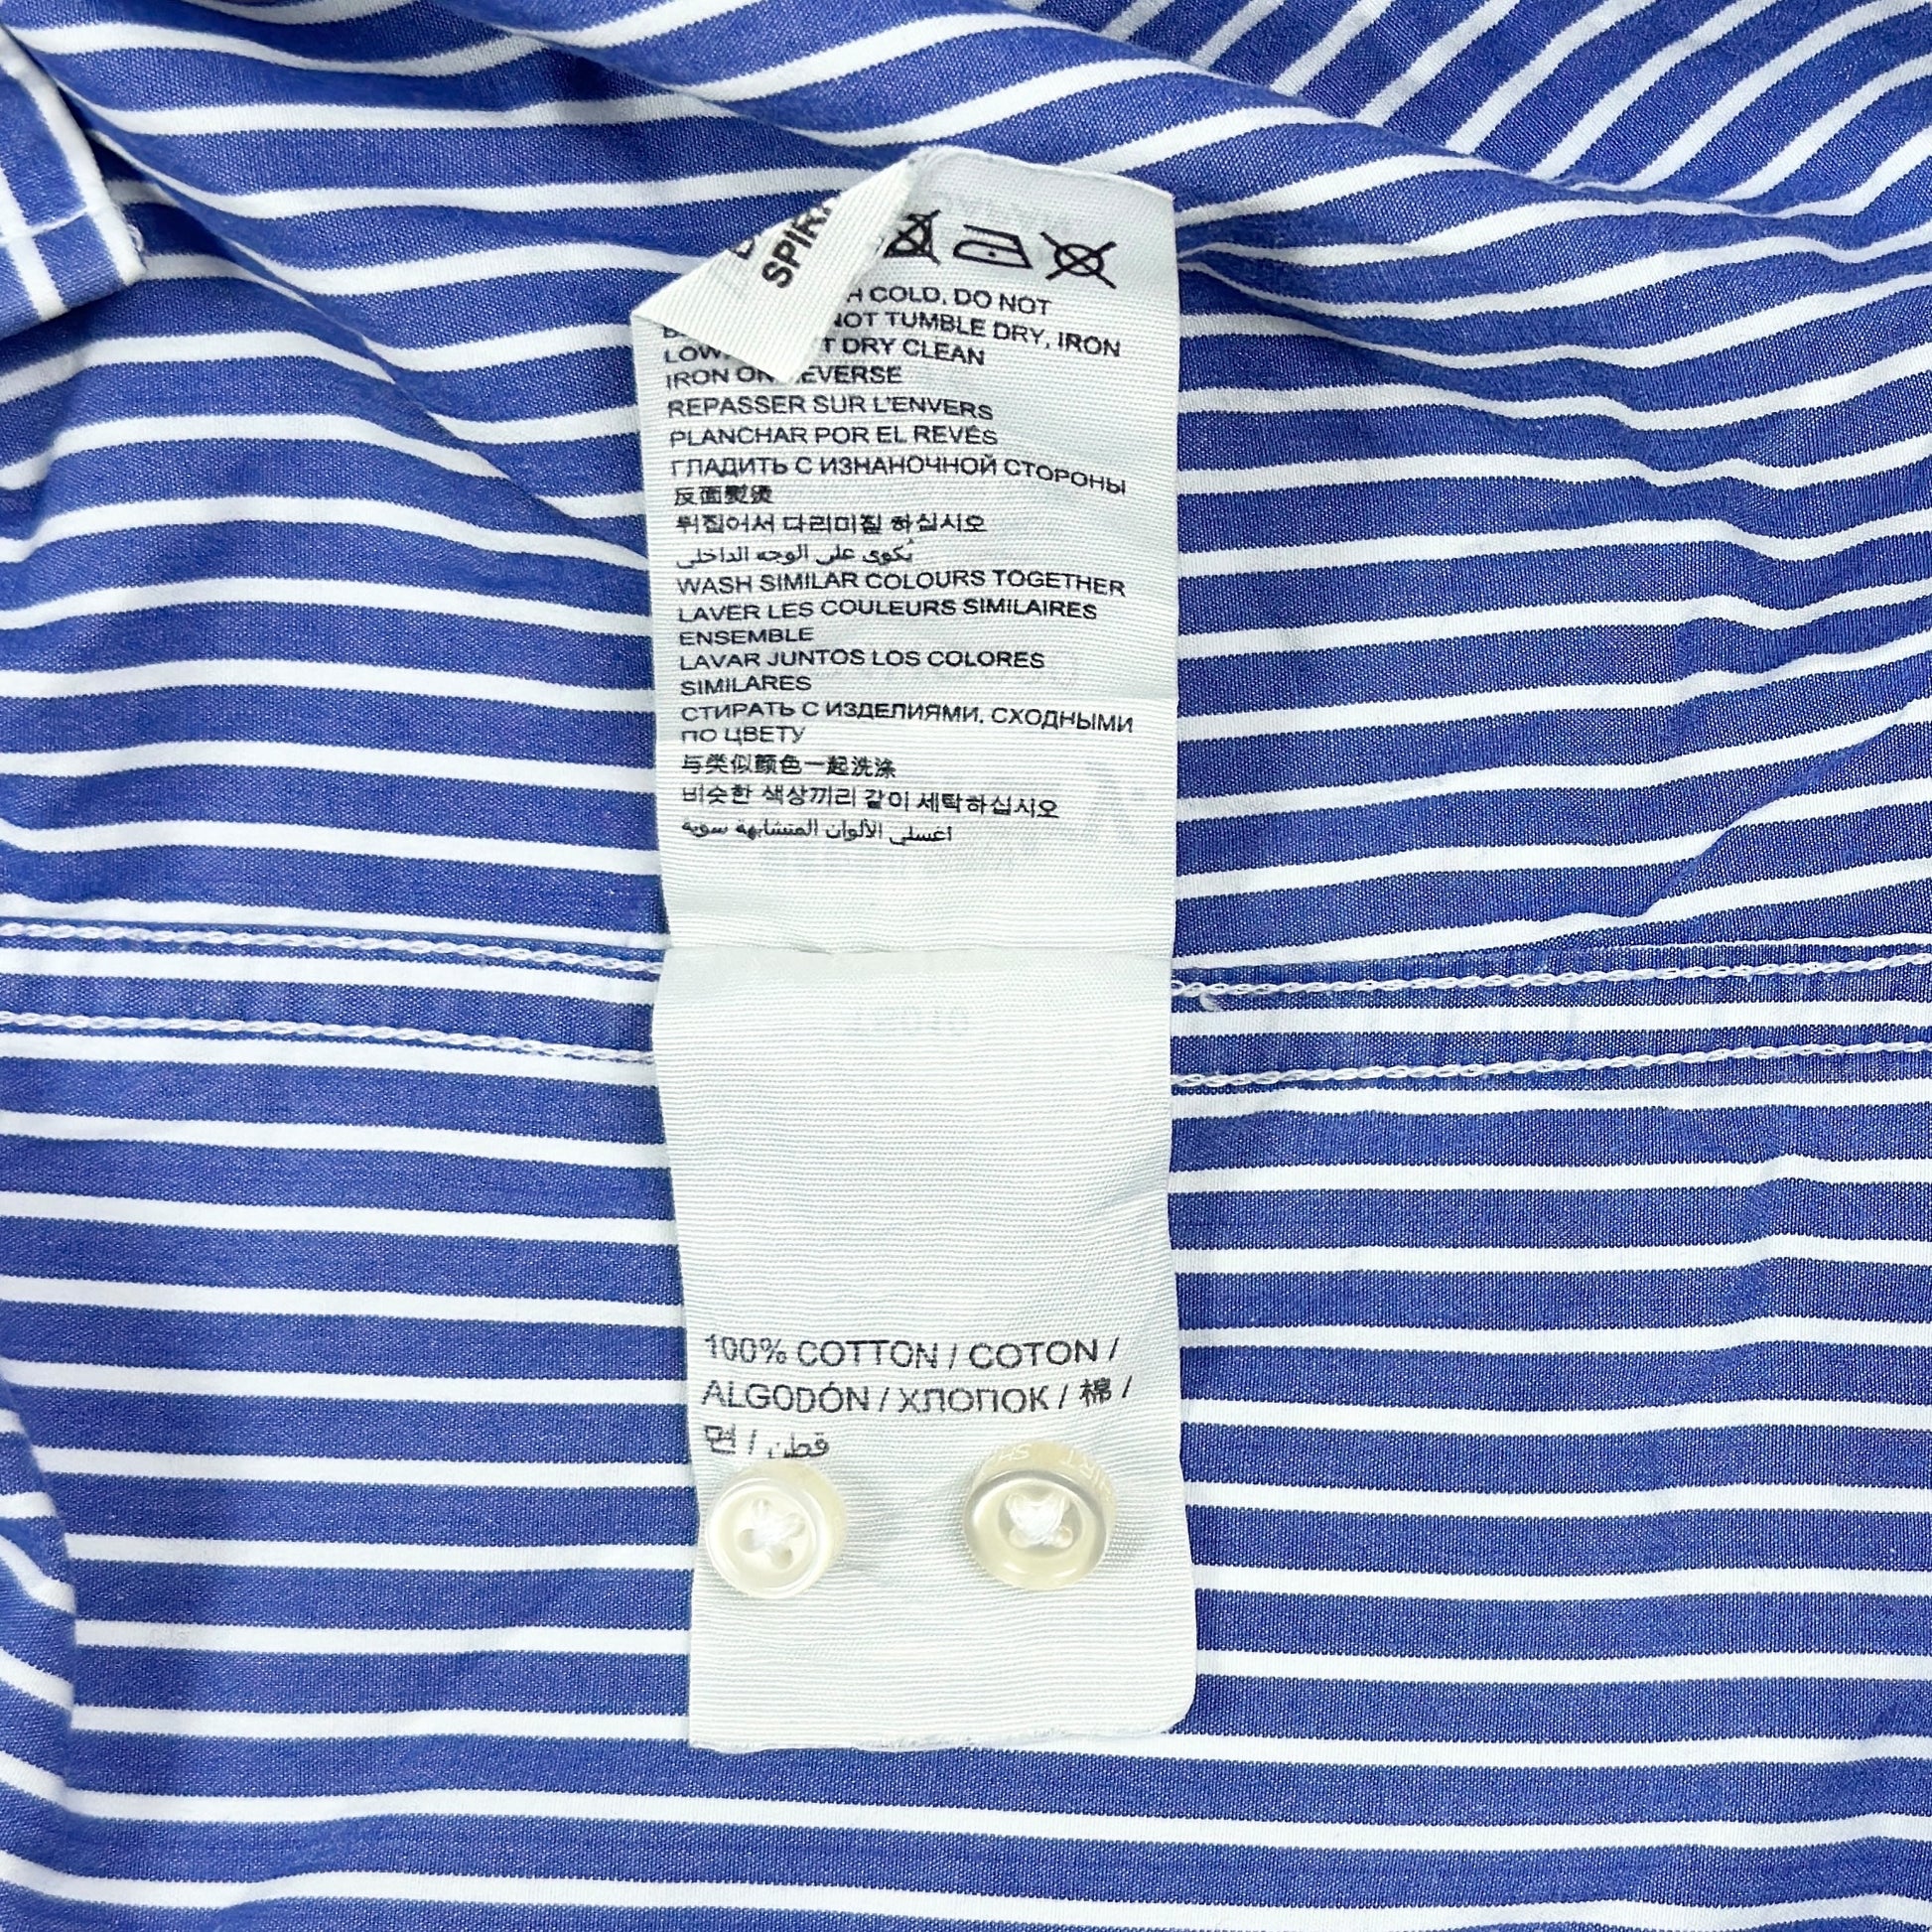 SPIR
COLD, DO NOT
NOT TUMBLE DRY, IRON
DRY CLEAN
IRON
REPASSER SUR L'ENVERS
PLANCHAR POR EL REVÉS
ГЛАДИТЬ С ИЗНАНОЧНОЙ СТОРОНЫ
反面熨烫
뒤집어서 다리미질 하십시오
تُكوى على الوجه الداخلي
WASH SIMILAR COLOURS TOGETHER
LAVER LES COULEURS SIMILAIRES
ENSEMBLE
LAVAR JUNTOS LOS COLORES
SIMILARES
СТИРАТЬ С ИЗДЕЛИЯМИ, СХОДНЫМИ
ПО ЦВЕТУ
与类似颜色一起洗涤
비슷한 색상끼리 같이 세탁하십시오
اغسلي الألوان المتشابهة سوية
100% COTTON / COTON /
ALGODÓN / ХЛОПОК / 棉 /
면 / قطن